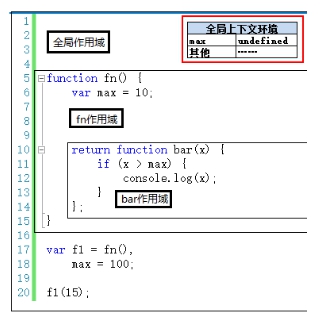 1
2 全局作用域 全局上下文环境
3 max undefined
4 其他 -----
5 function fn() {
6 var max = 10;
7
8 fn作用域
9
10 return function bar(x) {
11 if (x > max) {
12 console.log(x);
13 }
14 }; bar作用域
15 }
16
17 var f1 = fn(),
18 max = 100;
19
20 f1(15);